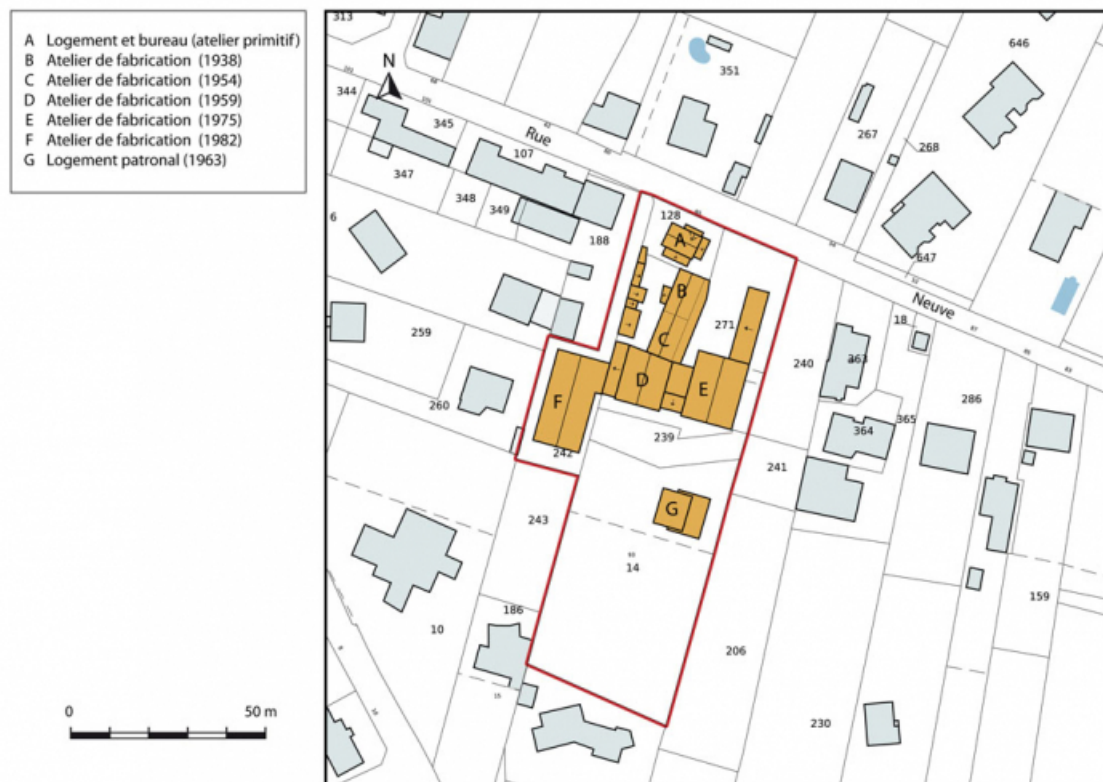 A Logement et bureau (atelier primitif)
B Atelier de fabrication (1938)
C Atelier de fabrication (1954)
D Atelier de fabrication (1959)
E Atelier de fabrication (1975)
F Atelier de fabrication (1982)
G Logement patronal (1963)
313
646
351
N
344
345
267
Rue
107
268
347
348
349
128
6
188
A
647
B
Neuve
271
18
259
C
240
363
D
E
286
F
260
365
364
239
242
241
G
243
14
159
186
10
206
230
0 50 m